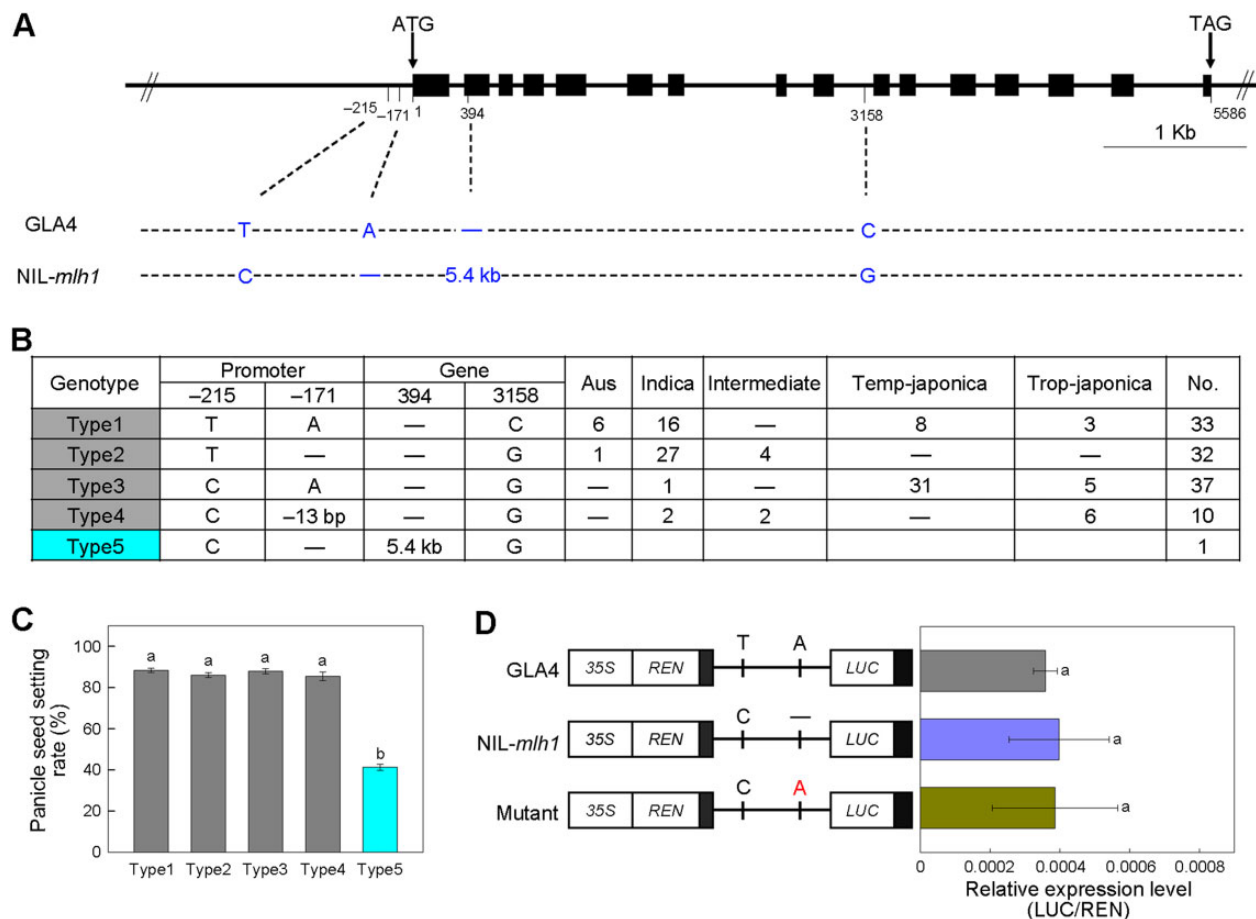 A
ATG
TAG
–215
–171
1
394
3158
5586
1 Kb
GLA4 T A — C
NIL-mlh1 C — 5.4 kb G
B
Genotype Promoter Gene Aus Indica Intermediate Temp-japonica Trop-japonica No.
–215 –171 394 3158
Type1 T A — C 6 16 — 8 3 33
Type2 T — — G 1 27 4 — — 32
Type3 C A — G — 1 — 31 5 37
Type4 C –13 bp — G — 2 2 — 6 10
Type5 C — 5.4 kb G 1
C
Panicle seed setting
rate (%)
100
80
60
40
20
0
a a a a b
Type1 Type2 Type3 Type4 Type5
D
T A
GLA4 35S REN LUC a
C —
NIL-mlh1 35S REN LUC a
C A
Mutant 35S REN LUC a
0 0.0002 0.0004 0.0006 0.0008
Relative expression level
(LUC/REN)